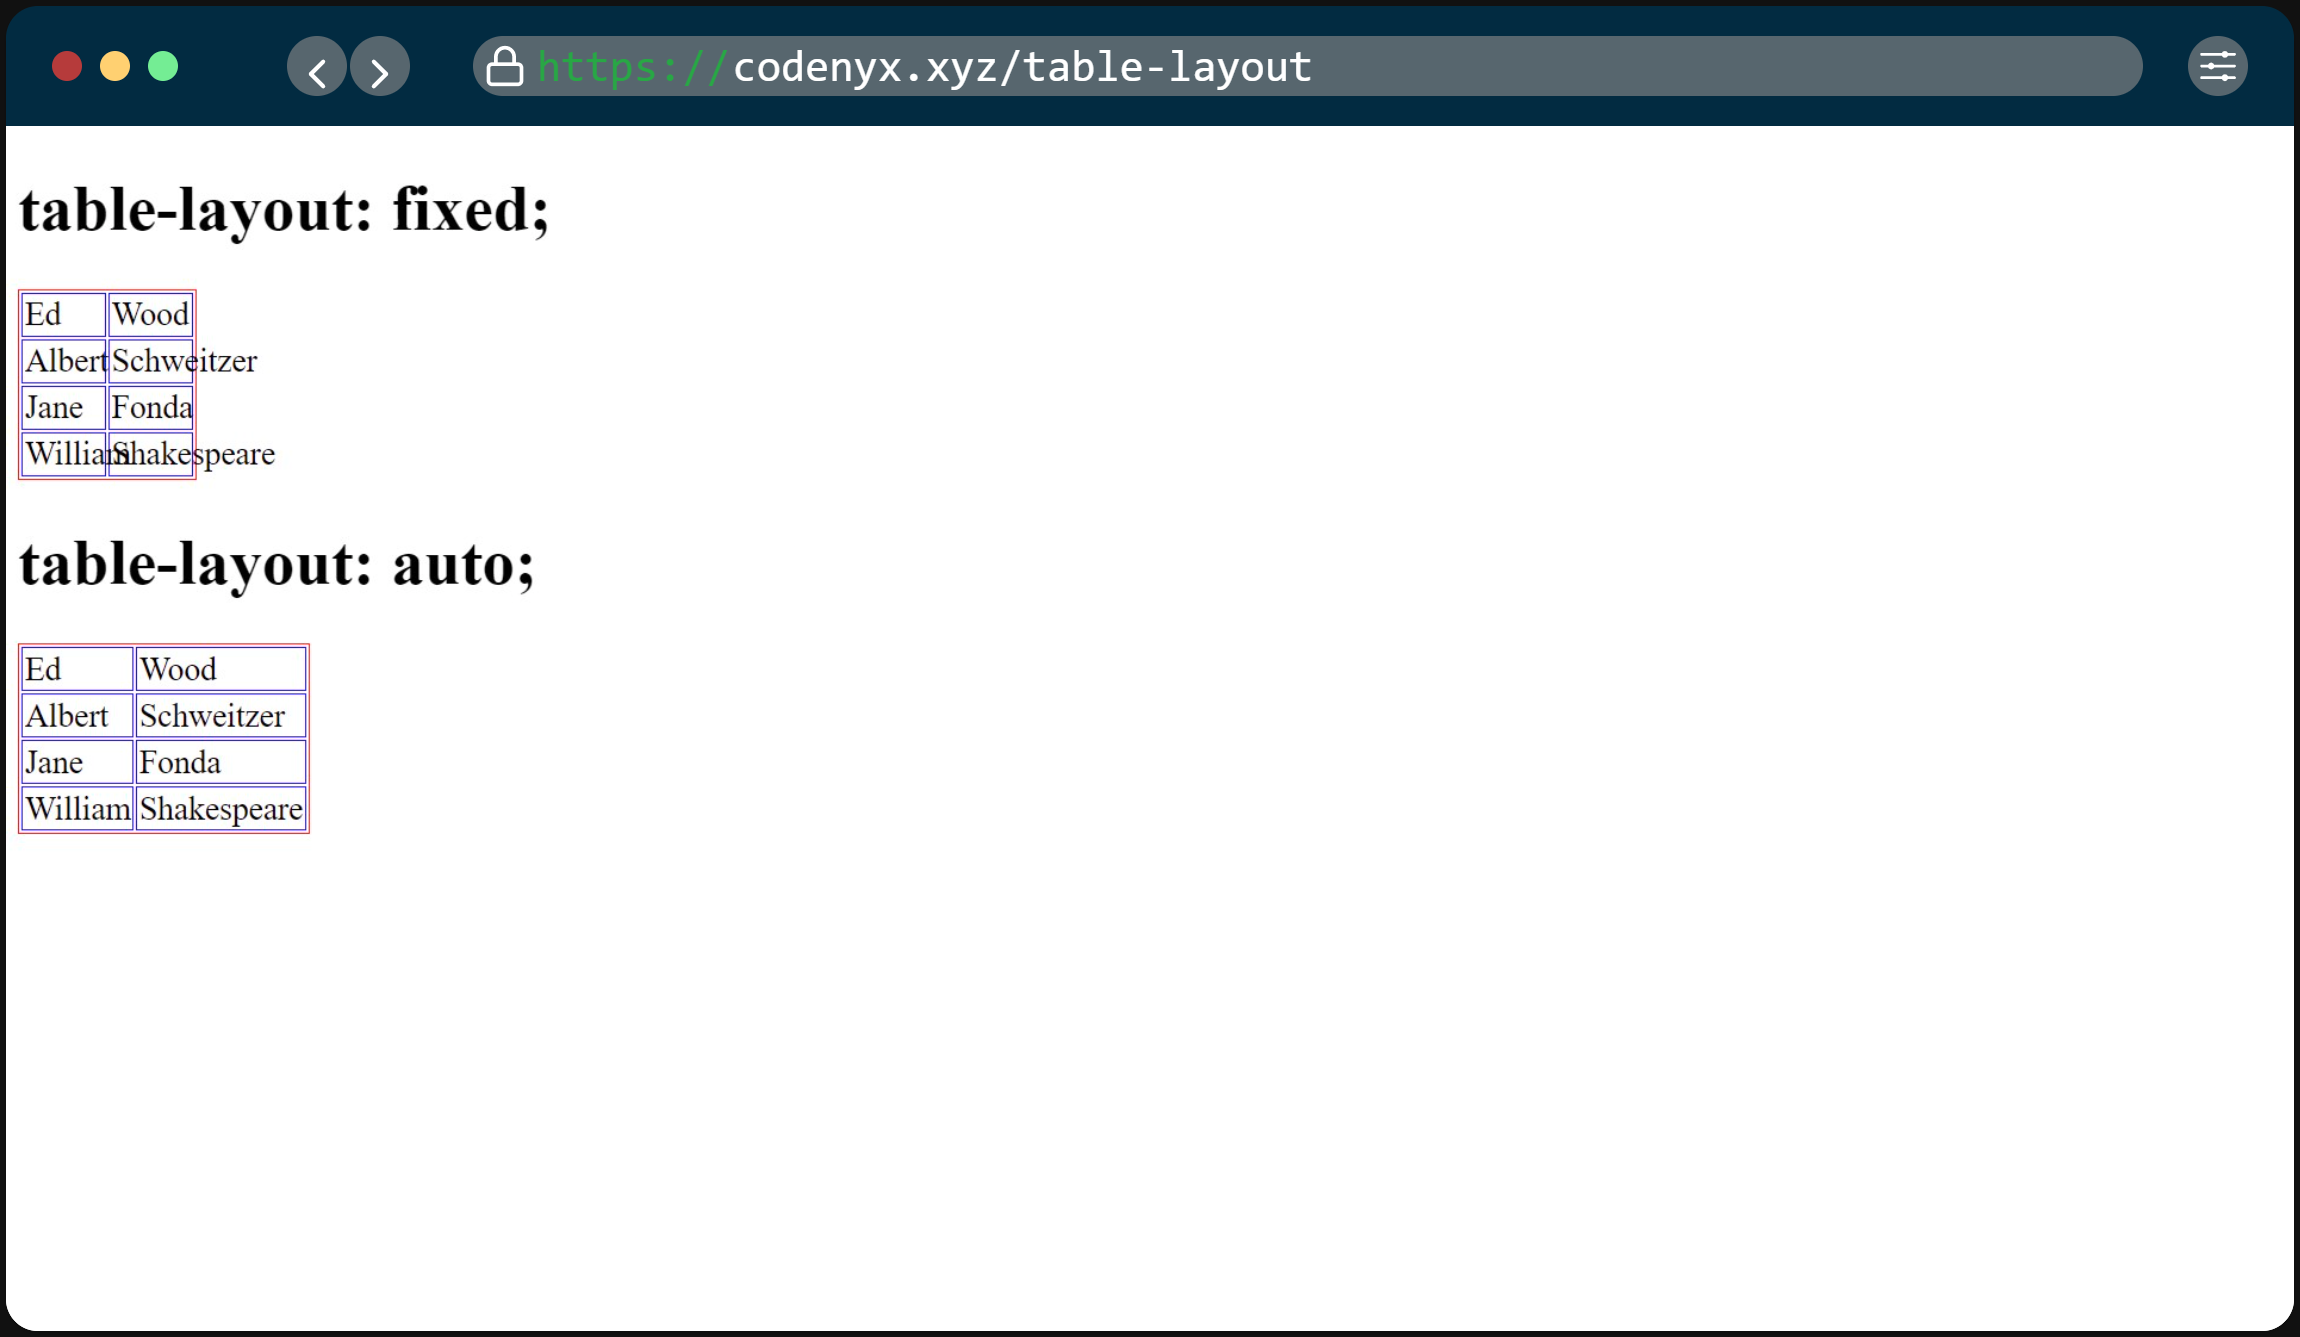 https://codenyx.xyz/table-layout
table-layout: fixed;
Ed Wood
Albert Schweitzer
Jane Fonda
William Shakespeare
table-layout: auto;
Ed Wood
Albert Schweitzer
Jane Fonda
William Shakespeare